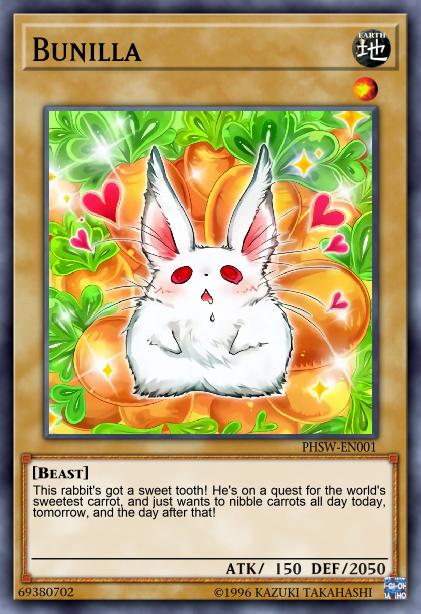 BUNILLA
EARTH
地
PHSW-EN001
[BEAST]
This rabbit's got a sweet tooth! He's on a quest for the world's
sweetest carrot, and just wants to nibble carrots all day today,
tomorrow, and the day after that!
ATK/ 150 DEF/2050
69380702
©1996 KAZUKI TAKAHASHI